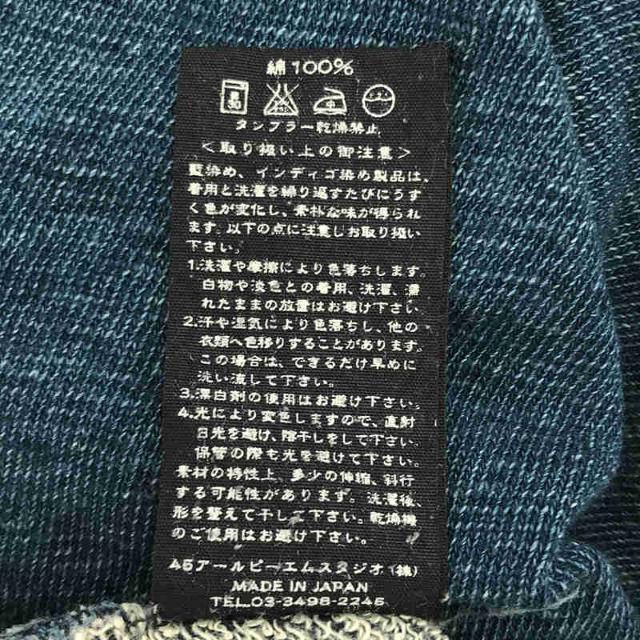 綿100%
タンブラー乾燥禁止
＜取り扱い上の御注意＞
藍染め、インディゴ染め製品は、
着用と洗濯を繰り返すたびにうす
く色が変化し、素朴な味が得られ
ます。以下の点に注意しお取り扱い
下さい。
1.洗濯や摩擦により色落ちします。
白物や淡色との着用、洗濯、濡
れたままの放置はお避け下さい。
2.汗や湿気により色落ちし、他の
衣類へ色移りすることがあります。
この場合は、できるだけ早めに
洗い流して下さい。
3.漂白剤の使用はお避け下さい。
4.光により変色しますので、直射
日光を避け、陰干しをして下さい。
保管の際も光を避けて下さい。
素材の特性上、多少の伸縮、斜行
する可能性があります。洗濯後、
形を整えて干して下さい。乾燥機
のご使用はお避け下さい。
45アールピーエムスタジオ(株)
MADE IN JAPAN
TEL.03-3498-2245